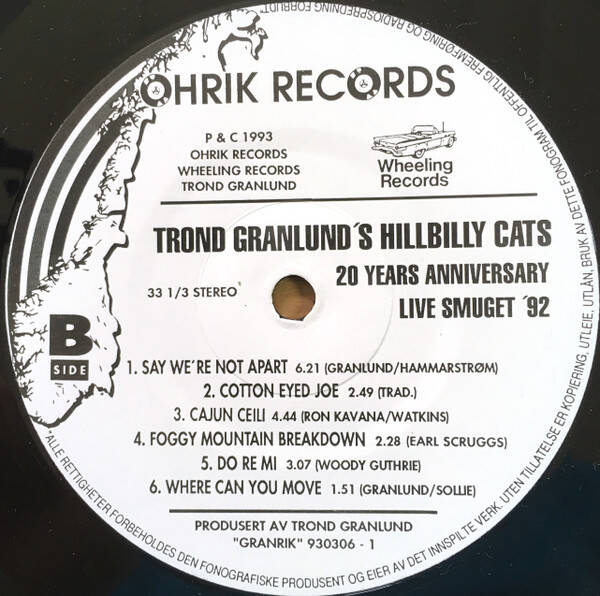 OHRIK RECORDS
P & C 1993
OHRIK RECORDS
WHEELING RECORDS
TROND GRANLUND
Wheeling
Records
TROND GRANLUND´S HILLBILLY CATS
20 YEARS ANNIVERSARY
LIVE SMUGET ´92
33 1/3 STEREO
B
SIDE
1. SAY WE´RE NOT APART 6.21 (GRANLUND/HAMMARSTRØM)
2. COTTON EYED JOE 2.49 (TRAD.)
3. CAJUN CEILI 4.44 (RON KAVANA/WATKINS)
4. FOGGY MOUNTAIN BREAKDOWN 2.28 (EARL SCRUGGS)
5. DO RE MI 3.07 (WOODY GUTHRIE)
6. WHERE CAN YOU MOVE 1.51 (GRANLUND/SOLLIE)
PRODUSERT AV TROND GRANLUND
"GRANRIK" 930306 - 1
ALLE RETTIGHETER FORBEHOLDES DEN FONOGRAFISKE PRODUSENT OG EIER AV DET INNSPILTE VERK. UTEN TILLATELSE ER KOPIERING, UTLEIE, UTLÅN, BRUK AV DETTE FONOGRAM TIL OFFENTLIG FREMFØRING OG RADIOSPREDNING FORBUDT